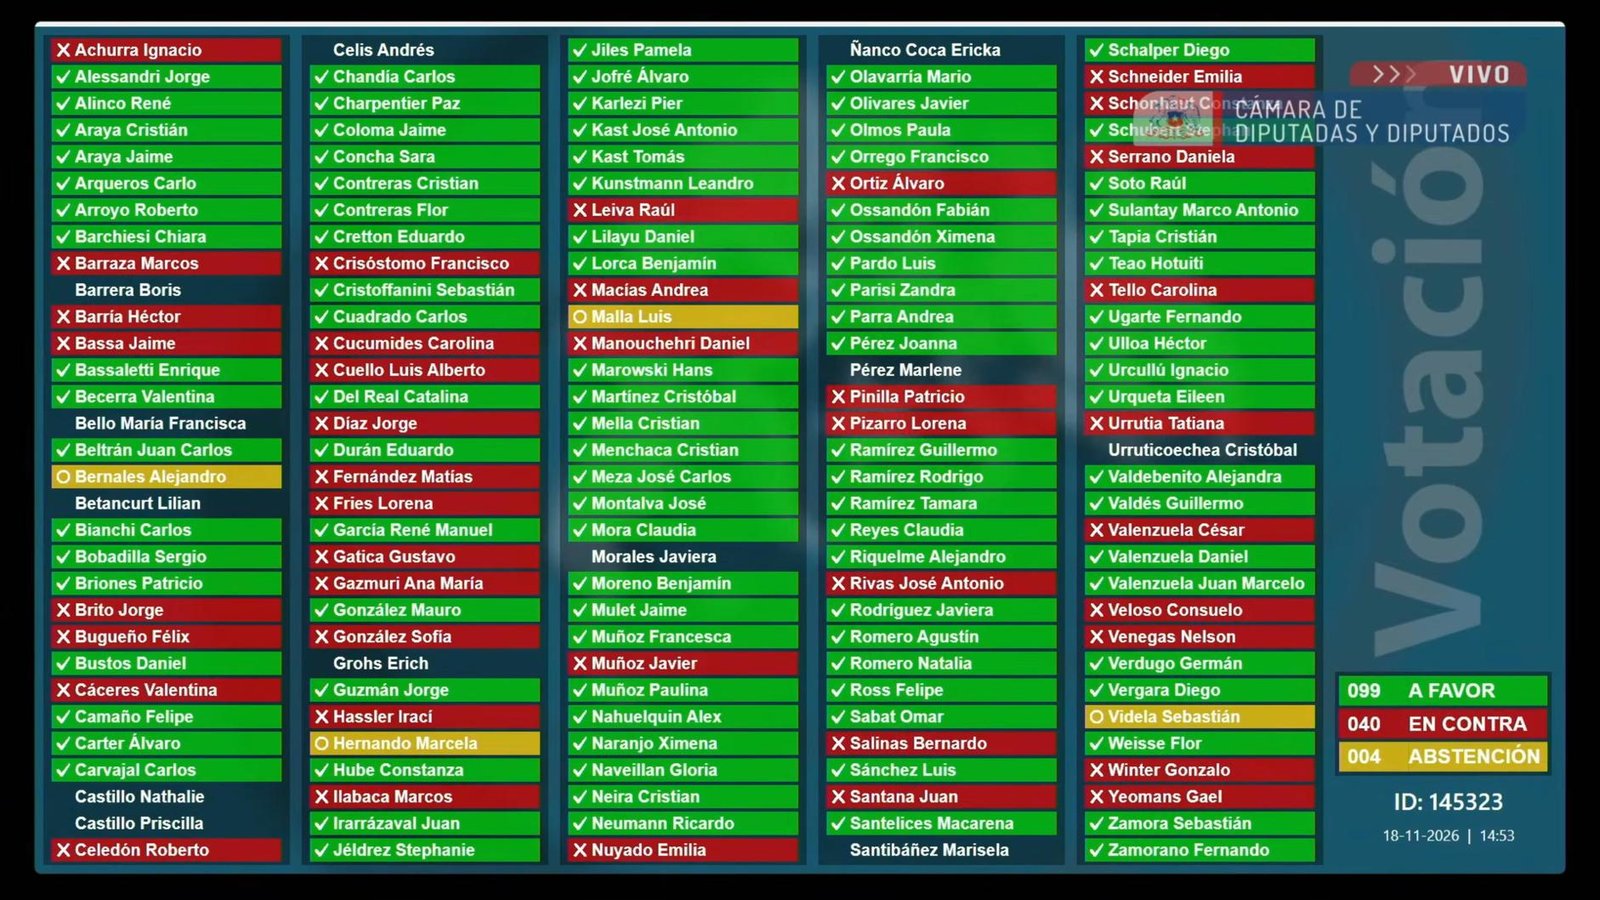 X Achurra Ignacio
✓ Alessandri Jorge
✓ Alinco René
✓ Araya Cristián
✓ Araya Jaime
✓ Arqueros Carlo
✓ Arroyo Roberto
✓ Barchiesi Chiara
X Barraza Marcos
Barrera Boris
X Barría Héctor
X Bassa Jaime
✓ Bassaletti Enrique
✓ Becerra Valentina
Bello María Francisca
✓ Beltrán Juan Carlos
O Bernales Alejandro
Betancurt Lilian
✓ Bianchi Carlos
✓ Bobadilla Sergio
✓ Briones Patricio
X Brito Jorge
X Bugueño Félix
✓ Bustos Daniel
X Cáceres Valentina
✓ Camaño Felipe
✓ Carter Álvaro
✓ Carvajal Carlos
Castillo Nathalie
Castillo Priscilla
X Celedón Roberto
Celis Andrés
✓ Chandía Carlos
✓ Charpentier Paz
✓ Coloma Jaime
✓ Concha Sara
✓ Contreras Cristian
✓ Contreras Flor
✓ Cretton Eduardo
X Crisóstomo Francisco
✓ Cristoffanini Sebastián
✓ Cuadrado Carlos
X Cucumides Carolina
X Cuello Luis Alberto
✓ Del Real Catalina
X Díaz Jorge
✓ Durán Eduardo
X Fernández Matías
X Fries Lorena
✓ García René Manuel
X Gatica Gustavo
X Gazmuri Ana María
✓ González Mauro
X González Sofía
Grohs Erich
✓ Guzmán Jorge
X Hassler Irací
O Hernando Marcela
✓ Hube Constanza
X Ilabaca Marcos
✓ Irarrázaval Juan
✓ Jéldrez Stephanie
✓ Jiles Pamela
✓ Jofré Álvaro
✓ Karlezi Pier
✓ Kast José Antonio
✓ Kast Tomás
✓ Kunstmann Leandro
X Leiva Raúl
✓ Lilayu Daniel
✓ Lorca Benjamín
X Macías Andrea
O Malla Luis
X Manouchehri Daniel
✓ Marowski Hans
✓ Martínez Cristóbal
✓ Mella Cristian
✓ Menchaca Cristian
✓ Meza José Carlos
✓ Montalva José
✓ Mora Claudia
Morales Javiera
✓ Moreno Benjamín
✓ Mulet Jaime
✓ Muñoz Francesca
X Muñoz Javier
✓ Muñoz Paulina
✓ Nahuelquin Alex
✓ Naranjo Ximena
✓ Naveillan Gloria
✓ Neira Cristian
✓ Neumann Ricardo
X Nuyado Emilia
Ñanco Coca Ericka
✓ Olavarría Mario
✓ Olivares Javier
✓ Olmos Paula
✓ Orrego Francisco
X Ortiz Álvaro
✓ Ossandón Fabián
✓ Ossandón Ximena
✓ Pardo Luis
✓ Parisi Zandra
✓ Parra Andrea
✓ Pérez Joanna
Pérez Marlene
X Pinilla Patricio
X Pizarro Lorena
✓ Ramírez Guillermo
✓ Ramírez Rodrigo
✓ Ramírez Tamara
✓ Reyes Claudia
✓ Riquelme Alejandro
X Rivas José Antonio
✓ Rodríguez Javiera
✓ Romero Agustín
✓ Romero Natalia
✓ Ross Felipe
✓ Sabat Omar
X Salinas Bernardo
✓ Sánchez Luis
X Santana Juan
✓ Santelices Macarena
Santibáñez Marisela
✓ Schalper Diego
X Schneider Emilia
X Schonhaut Constanza
✓ Schubert Stephan
X Serrano Daniela
✓ Soto Raúl
✓ Sulantay Marco Antonio
✓ Tapia Cristián
✓ Teao Hotuiti
X Tello Carolina
✓ Ugarte Fernando
✓ Ulloa Héctor
✓ Urcullú Ignacio
✓ Urqueta Eileen
X Urrutia Tatiana
Urruticoechea Cristóbal
✓ Valdebenito Alejandra
✓ Valdés Guillermo
X Valenzuela César
✓ Valenzuela Daniel
✓ Valenzuela Juan Marcelo
X Veloso Consuelo
X Venegas Nelson
✓ Verdugo Germán
✓ Vergara Diego
O Videla Sebastián
✓ Weisse Flor
X Winter Gonzalo
X Yeomans Gael
✓ Zamora Sebastián
✓ Zamorano Fernando
>>> VIVO
CÁMARA DE
DIPUTADAS Y DIPUTADOS
Votación
099 A FAVOR
040 EN CONTRA
004 ABSTENCIÓN
ID: 145323
18-11-2026 | 14:53